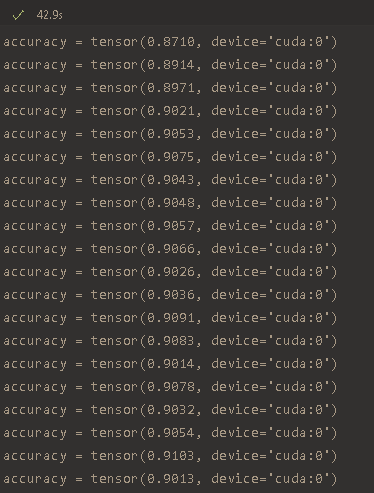 ✓ 42.9s
accuracy = tensor(0.8710, device='cuda:0')
accuracy = tensor(0.8914, device='cuda:0')
accuracy = tensor(0.8971, device='cuda:0')
accuracy = tensor(0.9021, device='cuda:0')
accuracy = tensor(0.9053, device='cuda:0')
accuracy = tensor(0.9075, device='cuda:0')
accuracy = tensor(0.9043, device='cuda:0')
accuracy = tensor(0.9048, device='cuda:0')
accuracy = tensor(0.9057, device='cuda:0')
accuracy = tensor(0.9066, device='cuda:0')
accuracy = tensor(0.9026, device='cuda:0')
accuracy = tensor(0.9036, device='cuda:0')
accuracy = tensor(0.9091, device='cuda:0')
accuracy = tensor(0.9083, device='cuda:0')
accuracy = tensor(0.9014, device='cuda:0')
accuracy = tensor(0.9078, device='cuda:0')
accuracy = tensor(0.9032, device='cuda:0')
accuracy = tensor(0.9054, device='cuda:0')
accuracy = tensor(0.9103, device='cuda:0')
accuracy = tensor(0.9013, device='cuda:0')